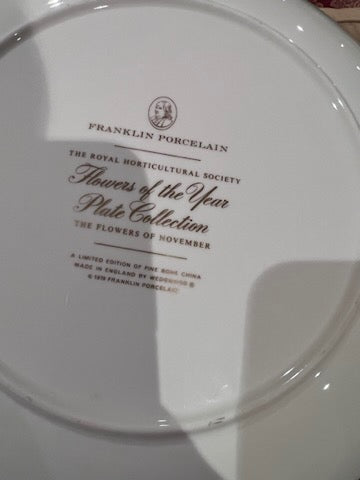 FRANKLIN PORCELAIN
THE ROYAL HORTICULTURAL SOCIETY
Flowers of the Year
Plate Collection
THE FLOWERS OF NOVEMBER
A LIMITED EDITION OF FINE BONE CHINA
MADE IN ENGLAND BY WEDGWOOD ®
© 1978 FRANKLIN PORCELAIN